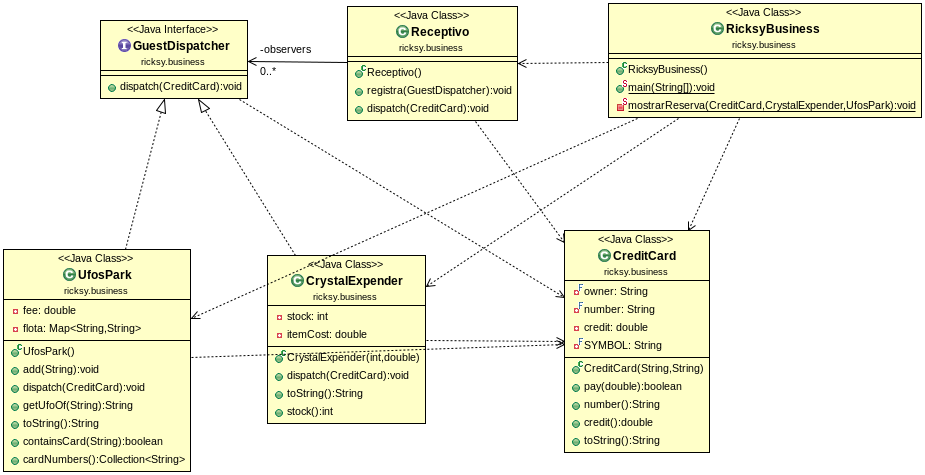 <<Java Interface>>
GuestDispatcher
ricksy.business
dispatch(CreditCard):void
-observers
0..*
<<Java Class>>
Receptivo
ricksy.business
Receptivo()
registra(GuestDispatcher):void
dispatch(CreditCard):void
<<Java Class>>
RicksyBusiness
ricksy.business
RicksyBusiness()
main(String[]):void
mostrarReserva(CreditCard,CrystalExpender,UfosPark):void
<<Java Class>>
UfosPark
ricksy.business
fee: double
flota: Map<String,String>
UfosPark()
add(String):void
dispatch(CreditCard):void
getUfoOf(String):String
toString():String
containsCard(String):boolean
cardNumbers():Collection<String>
<<Java Class>>
CrystalExpender
ricksy.business
stock: int
itemCost: double
CrystalExpender(int,double)
dispatch(CreditCard):void
toString():String
stock():int
<<Java Class>>
CreditCard
ricksy.business
owner: String
number: String
credit: double
SYMBOL: String
CreditCard(String,String)
pay(double):boolean
number():String
credit():double
toString():String